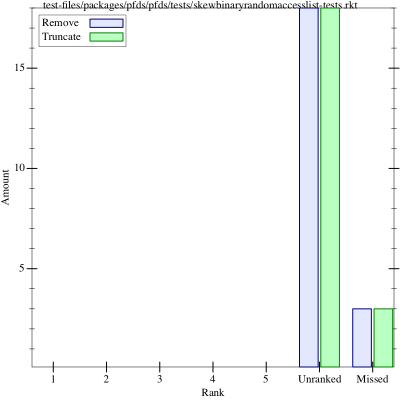 test-files/packages/pfds/pfds/tests/skewbinaryrandomaccesslist-tests.rkt
Remove
Truncate
15
10
5
Amount
1 2 3 4 5 Unranked Missed
Rank